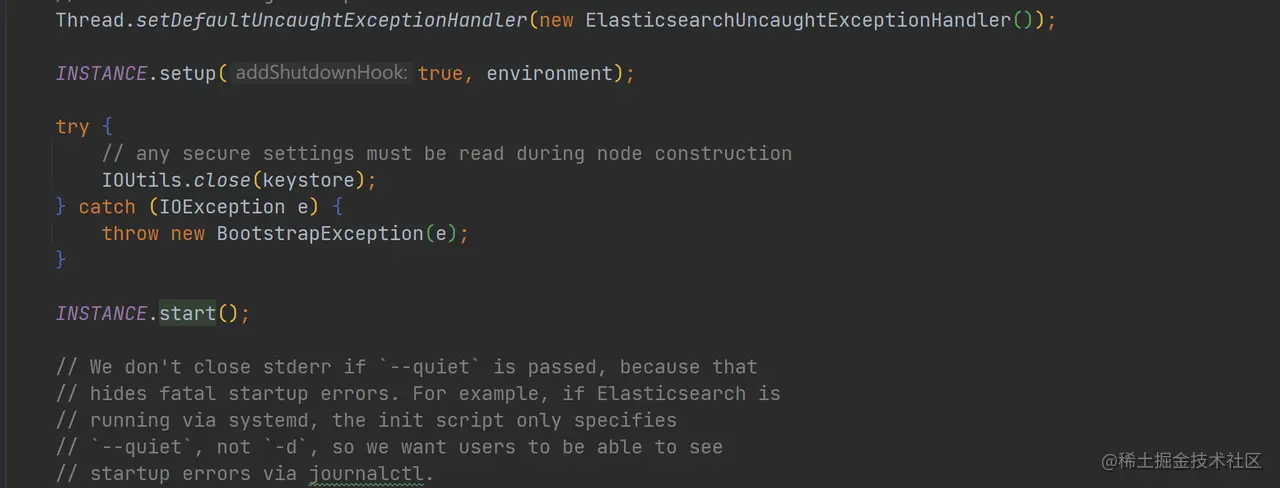 Thread.setDefaultUncaughtExceptionHandler(new ElasticsearchUncaughtExceptionHandler());
INSTANCE.setup( addShutdownHook: true, environment);
try {
// any secure settings must be read during node construction
IOUtils.close(keystore);
} catch (IOException e) {
throw new BootstrapException(e);
}
INSTANCE.start();
// We don't close stderr if `--quiet` is passed, because that
// hides fatal startup errors. For example, if Elasticsearch is
// running via systemd, the init script only specifies
// `--quiet`, not `-d`, so we want users to be able to see
// startup errors via journalctl.
@稀土掘金技术社区